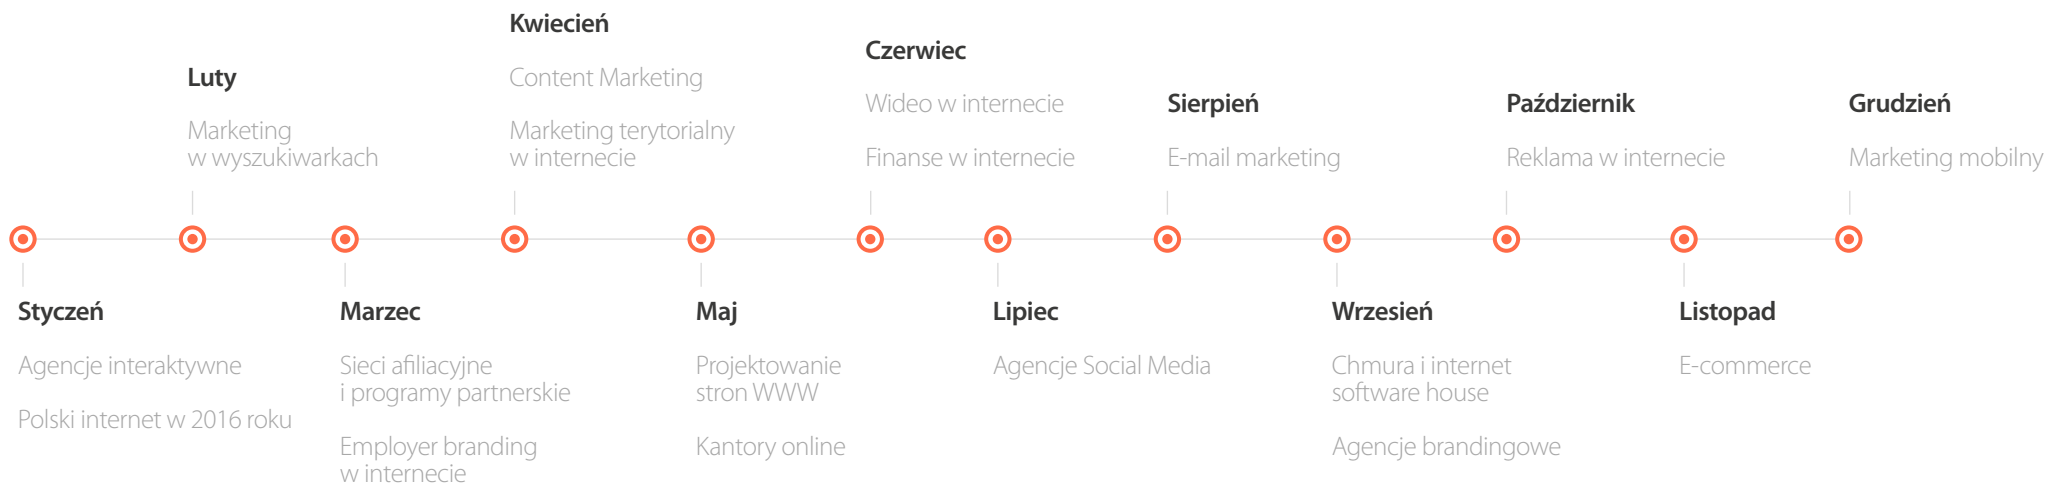 Kwiecień
Content Marketing
Marketing terytorialny
w internecie
Czerwiec
Wideo w internecie
Finanse w internecie
Luty
Marketing
w wyszukiwarkach
Sierpień
E-mail marketing
Październik
Reklama w internecie
Grudzień
Marketing mobilny
Styczeń
Agencje interaktywne
Polski internet w 2016 roku
Marzec
Sieci afiliacyjne
i programy partnerskie
Employer branding
w internecie
Maj
Projektowanie
stron WWW
Kantory online
Lipiec
Agencje Social Media
Wrzesień
Chmura i internet
software house
Agencje brandingowe
Listopad
E-commerce